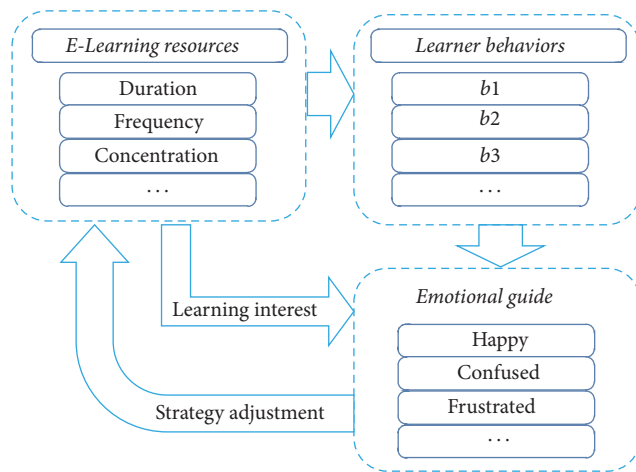 E-Learning resources
Duration
Frequency
Concentration
...
Learner behaviors
b1
b2
b3
...
Learning interest
Emotional guide
Happy
Confused
Frustrated
...
Strategy adjustment